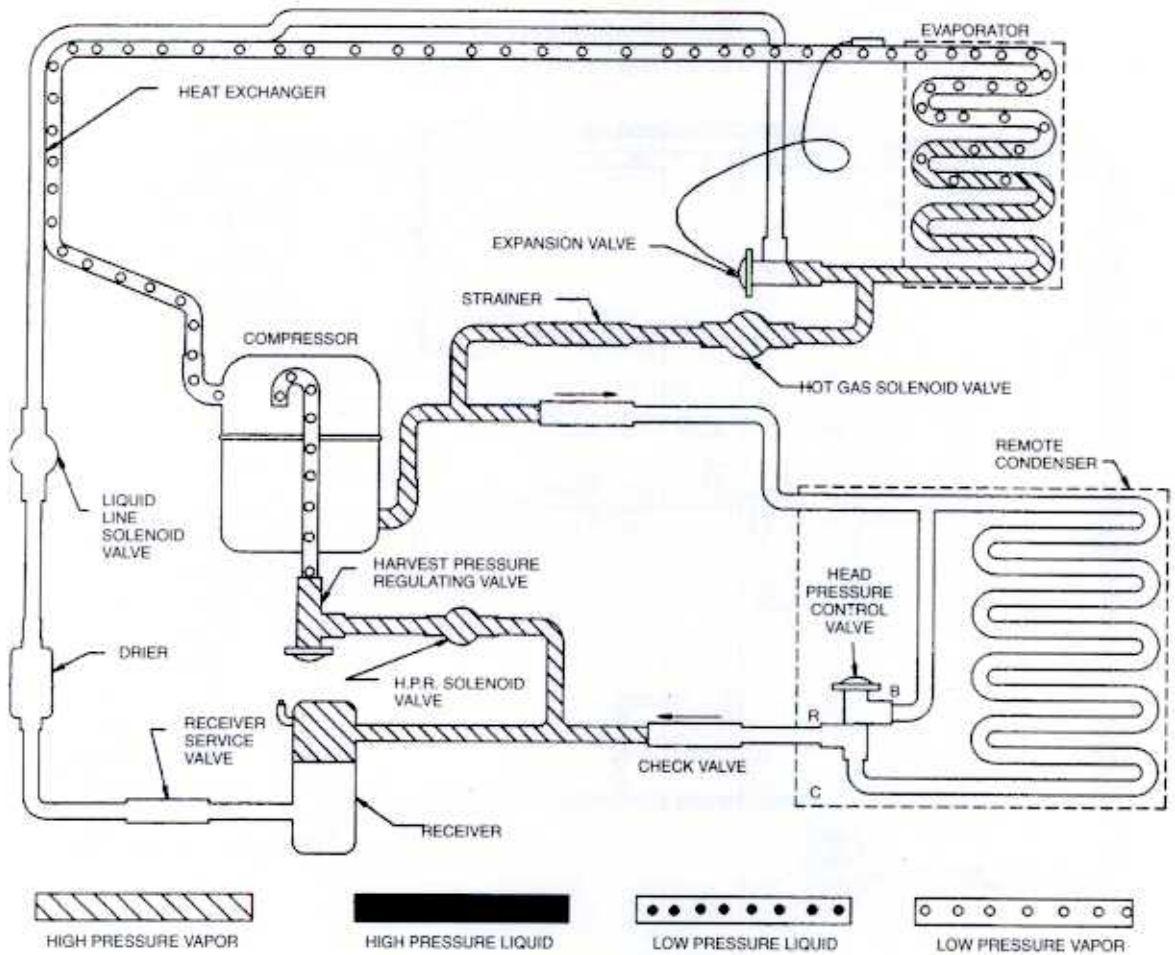 EVAPORATOR
HEAT EXCHANGER
EXPANSION VALVE
STRAINER
COMPRESSOR
HOT GAS SOLENOID VALVE
REMOTE
CONDENSER
LIQUID
LINE
SOLENOID
VALVE
HARVEST PRESSURE
REGULATING VALVE
HEAD
PRESSURE
CONTROL
VALVE
DRIER
H.P.R. SOLENOID
VALVE
B
R
RECEIVER
SERVICE
VALVE
CHECK VALVE
C
RECEIVER
HIGH PRESSURE VAPOR
HIGH PRESSURE LIQUID
LOW PRESSURE LIQUID
LOW PRESSURE VAPOR